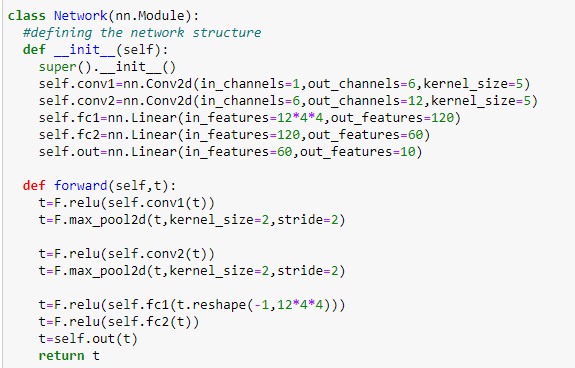 class Network(nn.Module):
  #defining the network structure
  def __init__(self):
    super().__init__()
    self.conv1=nn.Conv2d(in_channels=1,out_channels=6,kernel_size=5)
    self.conv2=nn.Conv2d(in_channels=6,out_channels=12,kernel_size=5)
    self.fc1=nn.Linear(in_features=12*4*4,out_features=120)
    self.fc2=nn.Linear(in_features=120,out_features=60)
    self.out=nn.Linear(in_features=60,out_features=10)

  def forward(self,t):
    t=F.relu(self.conv1(t))
    t=F.max_pool2d(t,kernel_size=2,stride=2)

    t=F.relu(self.conv2(t))
    t=F.max_pool2d(t,kernel_size=2,stride=2)

    t=F.relu(self.fc1(t.reshape(-1,12*4*4)))
    t=F.relu(self.fc2(t))
    t=self.out(t)
    return t